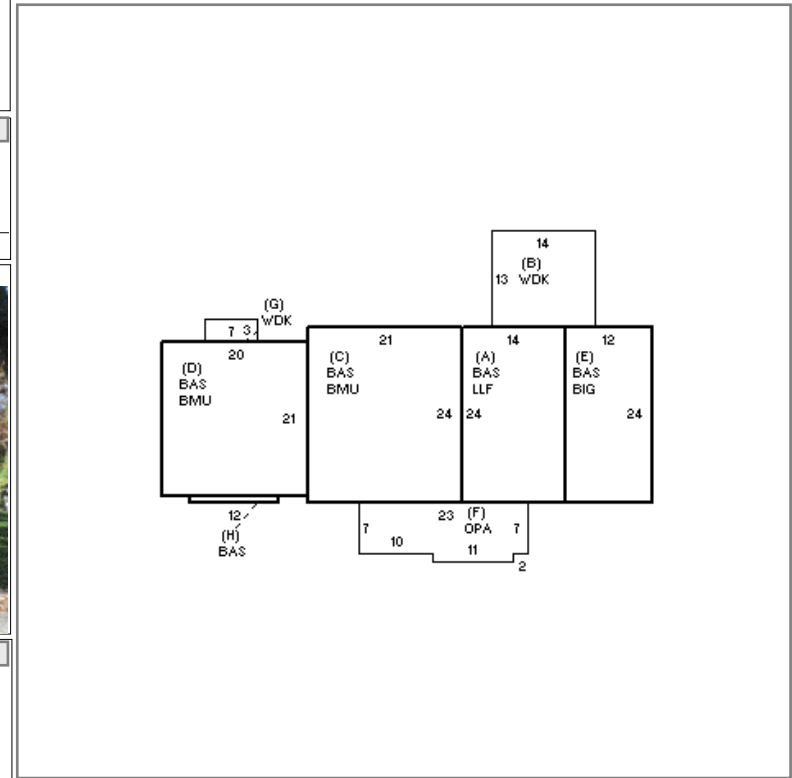 14
(B)
13 WDK
(G)
WDK
7 3
20
(D)
BAS
BMU
21
21
(C)
BAS
BMU
24
14
(A)
BAS
LLF
24
12
(E)
BAS
BIG
24
12
(H)
BAS
23
(F)
OPA
7
7
10
11
2